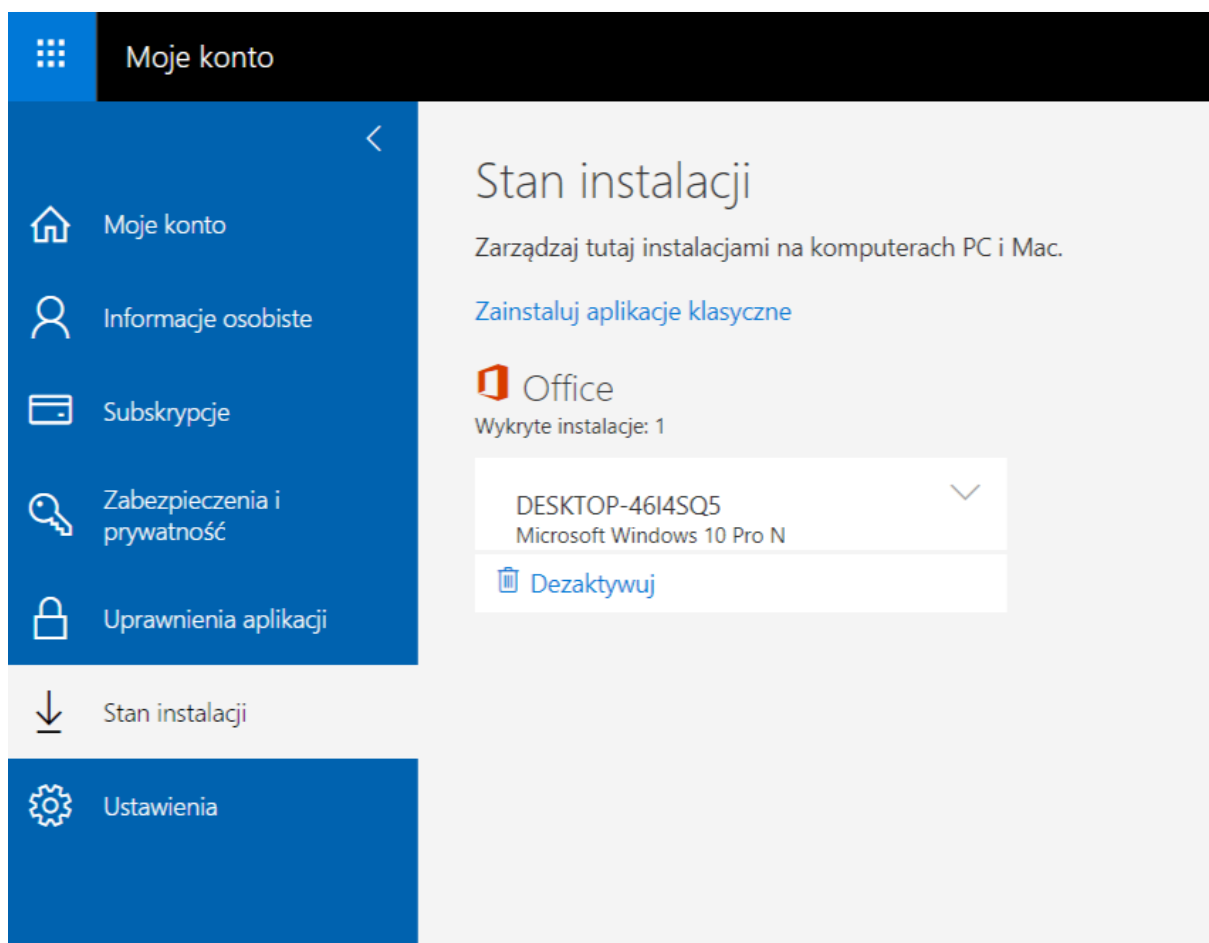 Moje konto
Moje konto
Informacje osobiste
Subskrypcje
Zabezpieczenia i
prywatność
Uprawnienia aplikacji
Stan instalacji
Ustawienia
Stan instalacji
Zarządzaj tutaj instalacjami na komputerach PC i Mac.
Zainstaluj aplikacje klasyczne
Office
Wykryte instalacje: 1
DESKTOP-46I4SQ5
Microsoft Windows 10 Pro N
Dezaktywuj